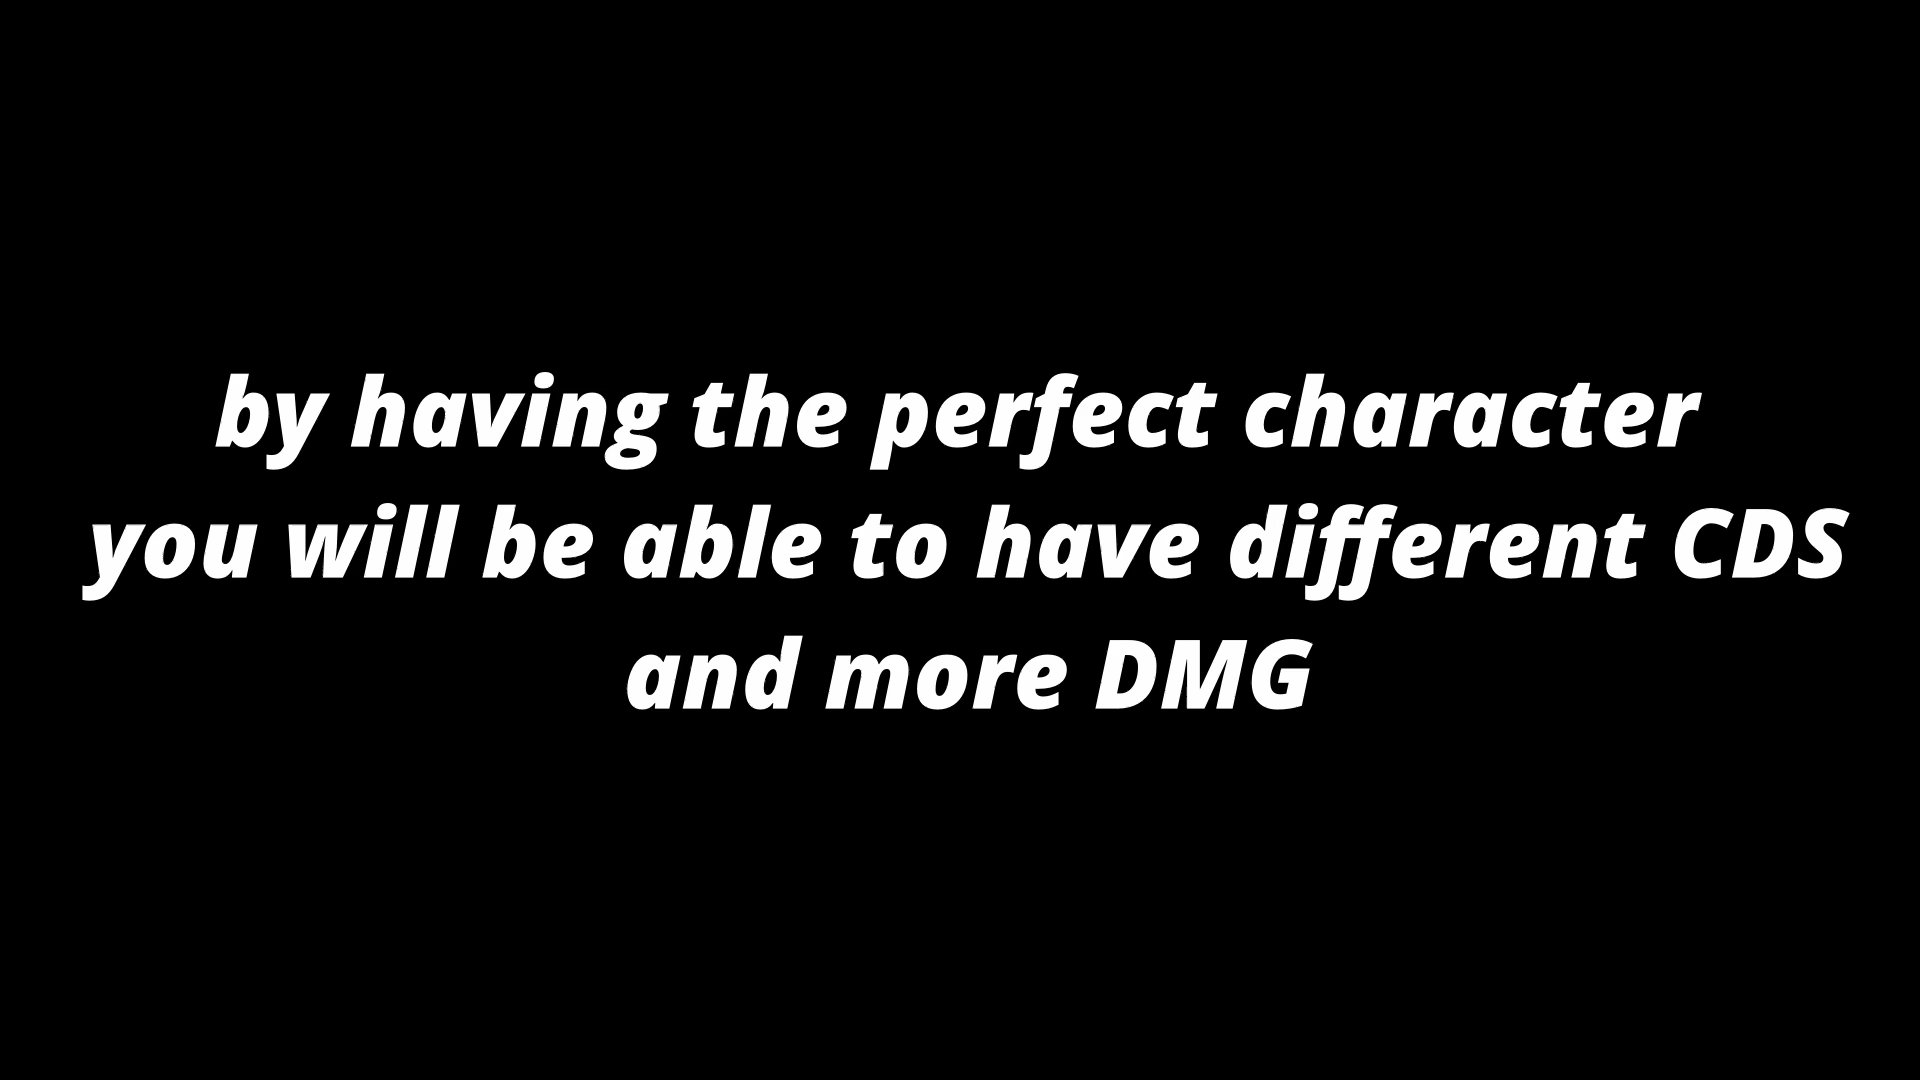 by having the perfect character
you will be able to have different CDS
and more DMG